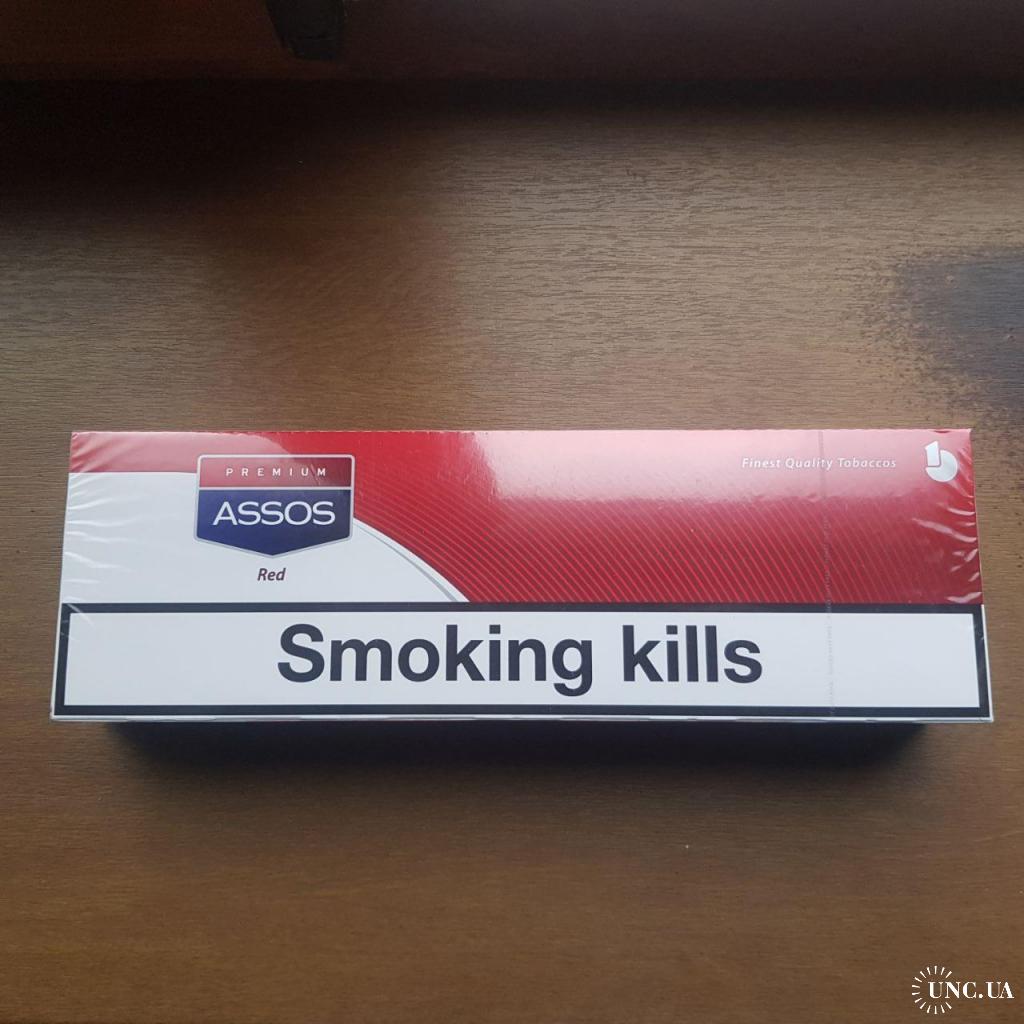 PREMIUM
ASSOS
Red
Finest Quality Tobaccos
Smoking kills
UNC.UA